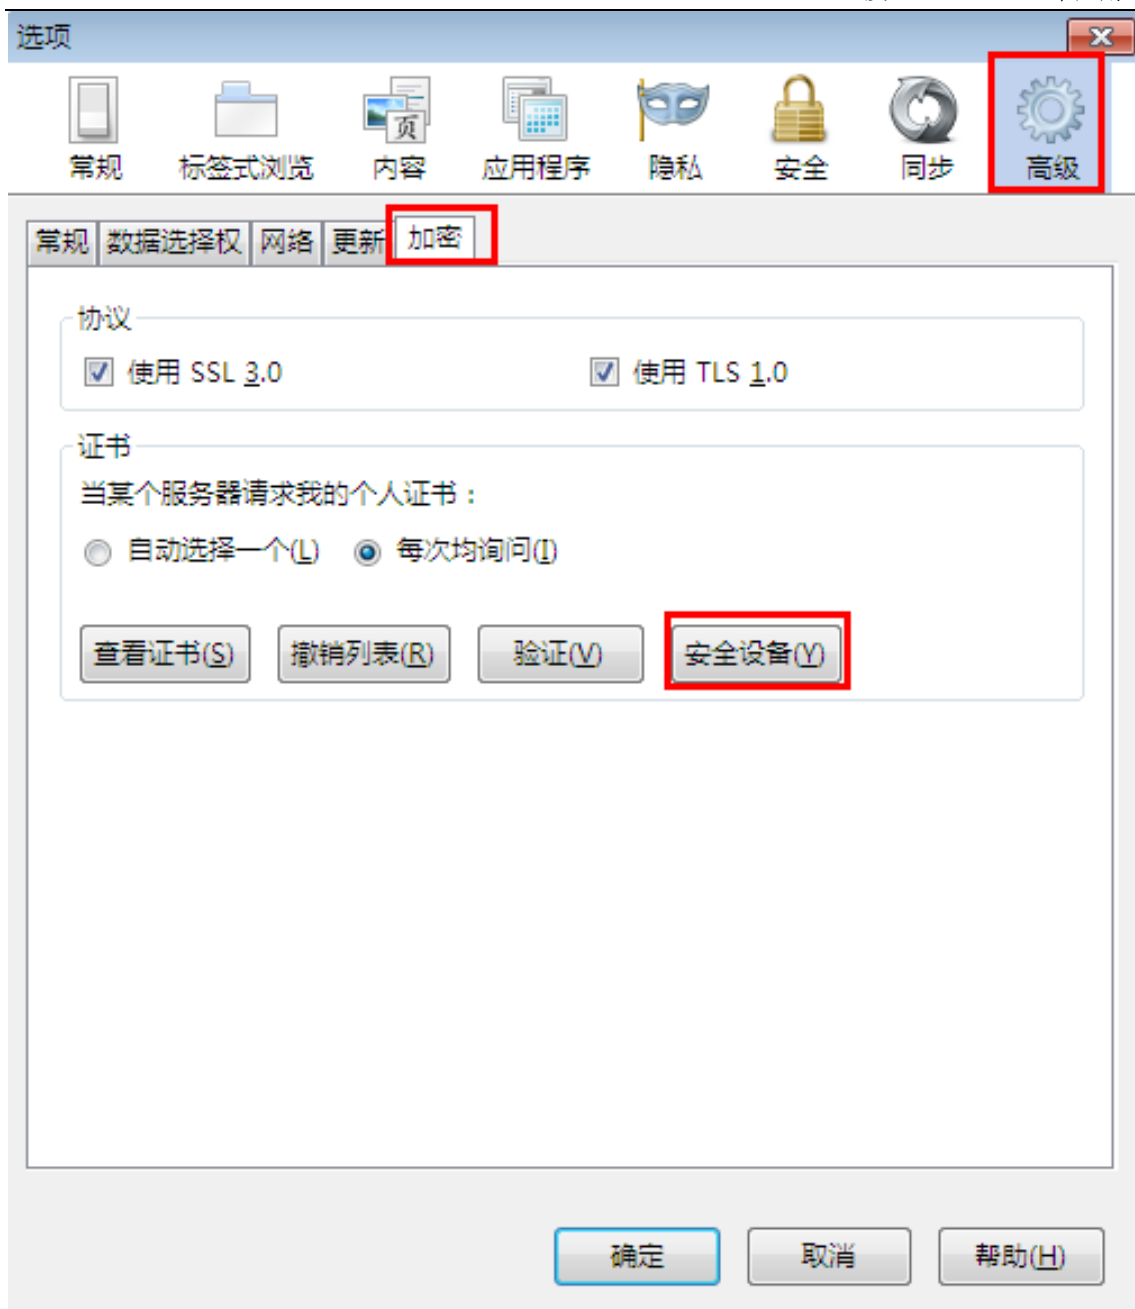 选项
常规 标签式浏览 内容 应用程序 隐私 安全 同步 高级
页
常规 数据选择权 网络 更新 加密
协议
使用 SSL 3.0 使用 TLS 1.0
证书
当某个服务器请求我的个人证书：
自动选择一个(L) 每次均询问(I)
查看证书(S) 撤销列表(R) 验证(V) 安全设备(Y)
确定 取消 帮助(H)